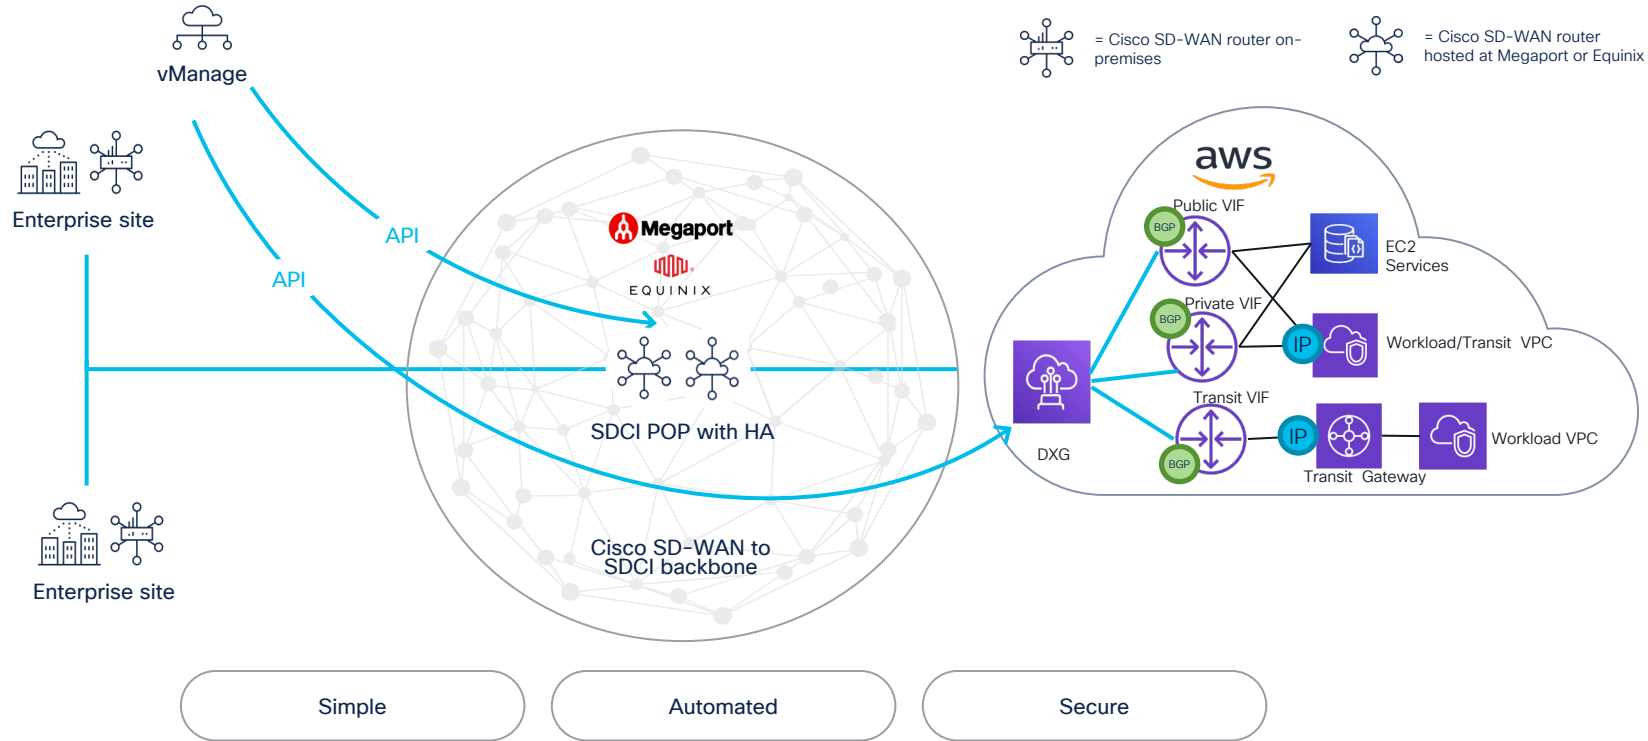 vManage
= Cisco SD-WAN router on-
premises
= Cisco SD-WAN router
hosted at Megaport or Equinix
Enterprise site
API
API
Megaport
EQUINIX
SDCI POP with HA
Cisco SD-WAN to
SDCI backbone
Enterprise site
aws
Public VIF
BGP
EC2
Services
Private VIF
BGP
IP
Workload/Transit VPC
DXG
Transit VIF
BGP
IP
Transit Gateway
Workload VPC
Simple
Automated
Secure